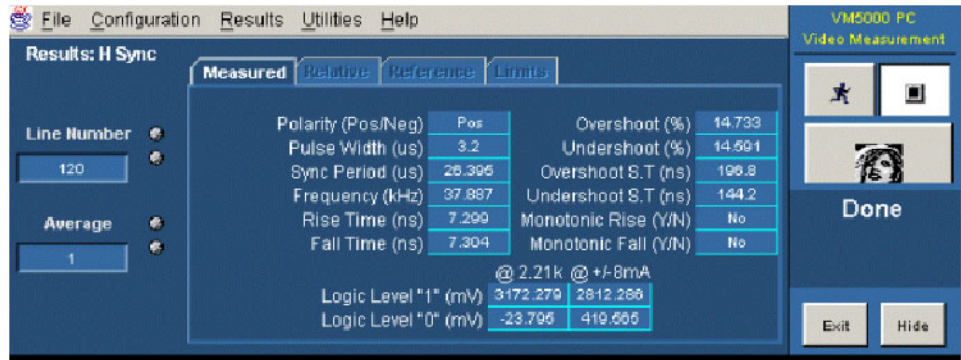 File Configuration Results Utilities Help
VM5000 PC
Video Measurement
Results: H Sync
Measured Relative Reference Limits
Line Number
120
Average
1
Polarity (Pos/Neg) Pos
Pulse Width (us) 3.2
Sync Period (us) 26.395
Frequency (kHz) 37.887
Rise Time (ns) 7.299
Fall Time (ns) 7.304
Overshoot (%) 14.733
Undershoot (%) 14.591
Overshoot S.T (ns) 196.8
Undershoot S.T (ns) 144.2
Monotonic Rise (Y/N) No
Monotonic Fall (Y/N) No
@ 2.21k @ +/-8mA
Logic Level "1" (mV) 3172.279 2812.286
Logic Level "0" (mV) -23.795 419.565
Done
Exit Hide